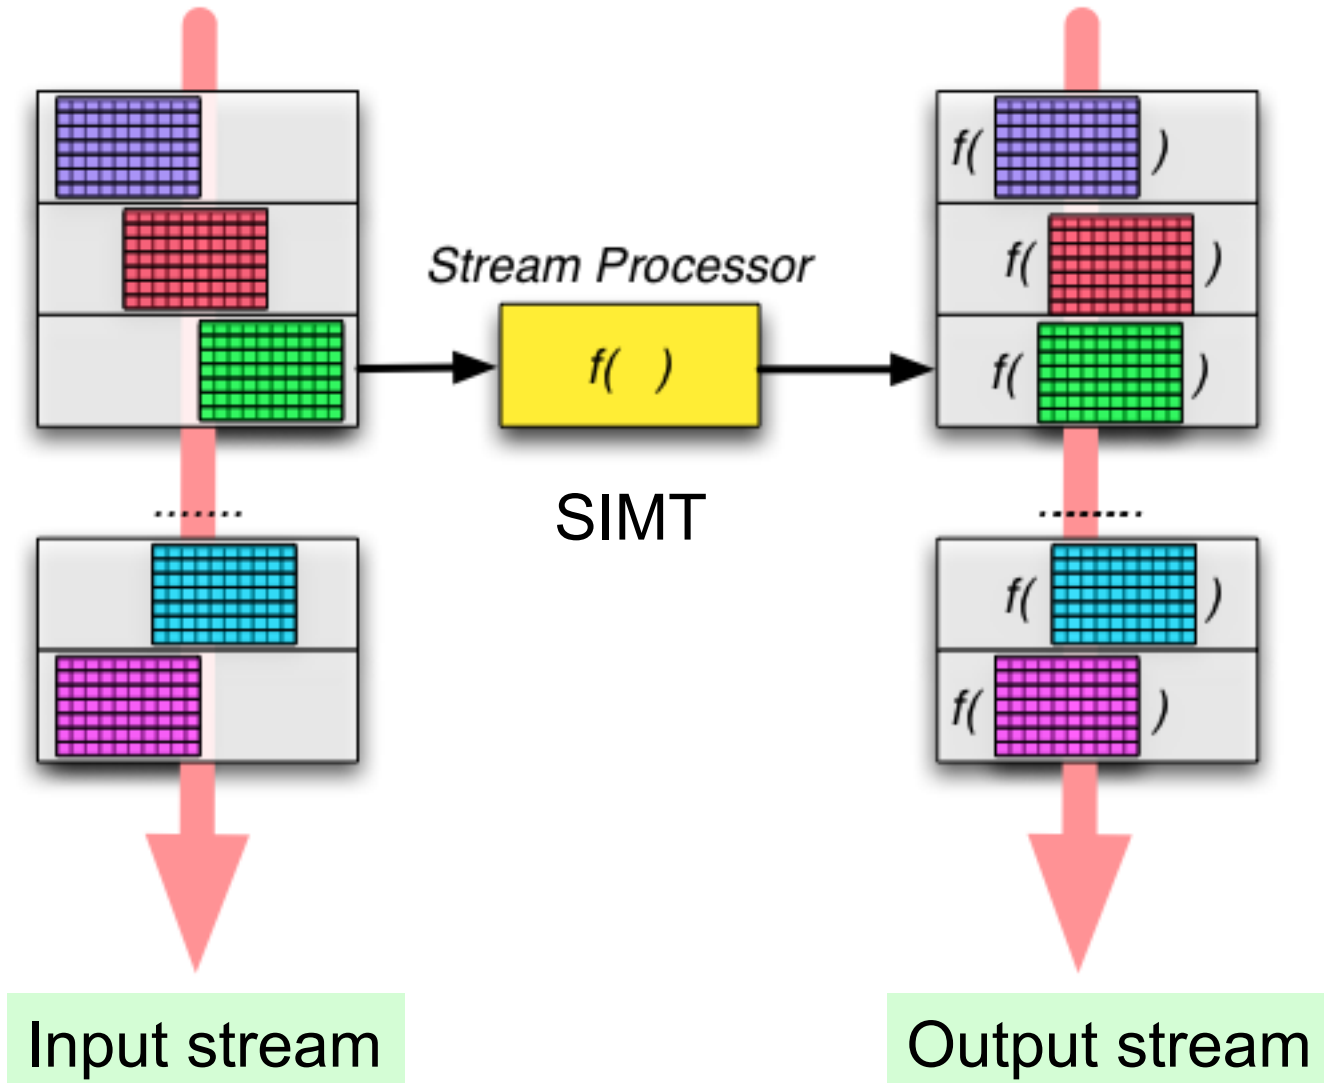 f( )
f( )
Stream Processor
f( )
f( )
f( )
SIMT
.......
........
f( )
f( )
Input stream
Output stream